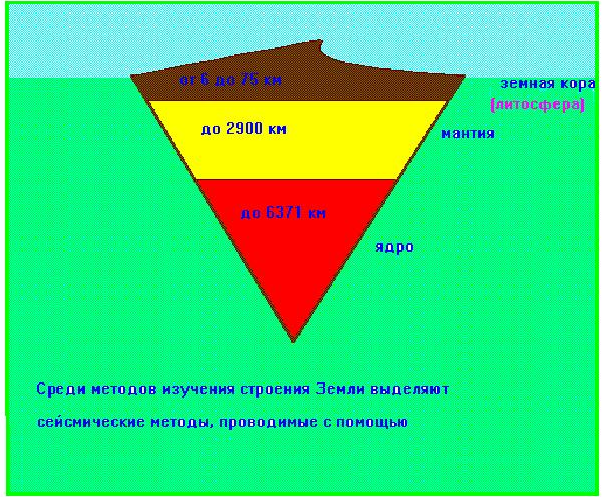 от 6 до 75 км
земная кора
(литосфера)
до 2900 км
мантия
до 6371 км
ядро
Среди методов изучения строения Земли выделяют
сейсмические методы, проводимые с помощью